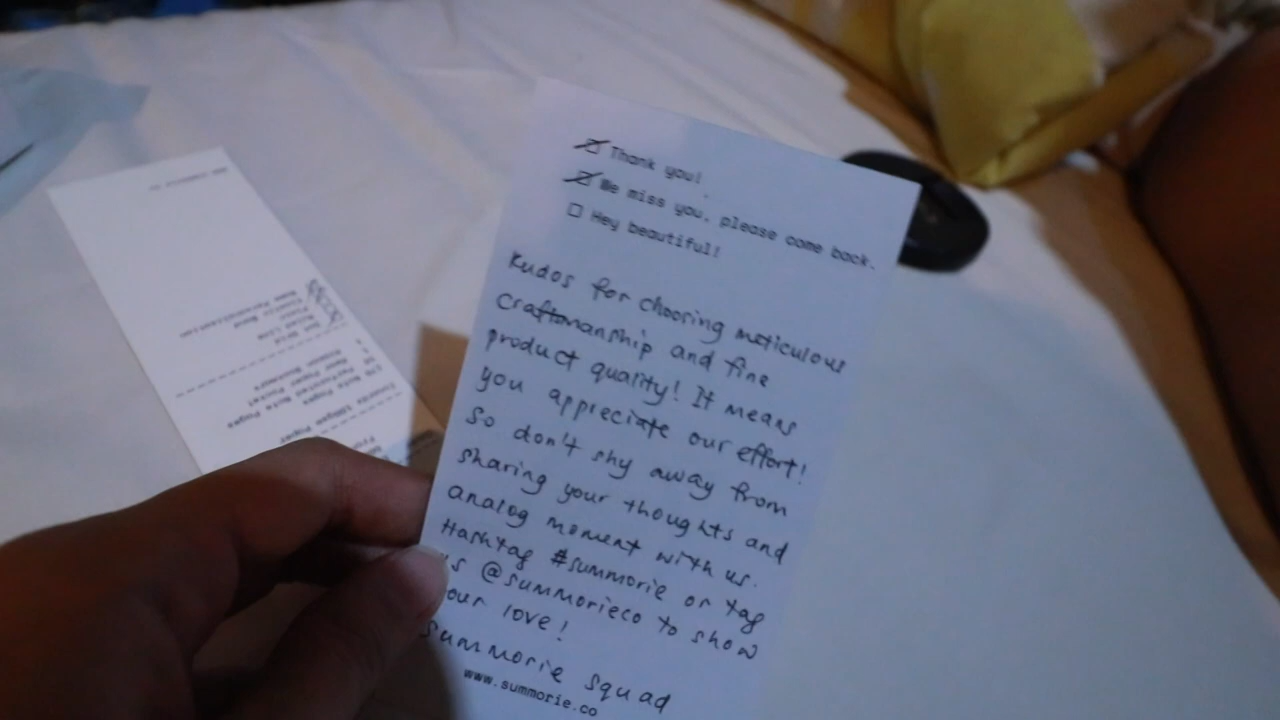 Thank you!
We miss you, please come back.
Hey beautiful!
Kudos for choosing meticulous
craftmanship and fine
product quality! It means
you appreciate our effort!
So don't shy away from
sharing your thoughts and
analog moment with us.
Hashtag #summorie or tag
us @summorieco to show
your love!
Summorie Squad
www.summorie.co